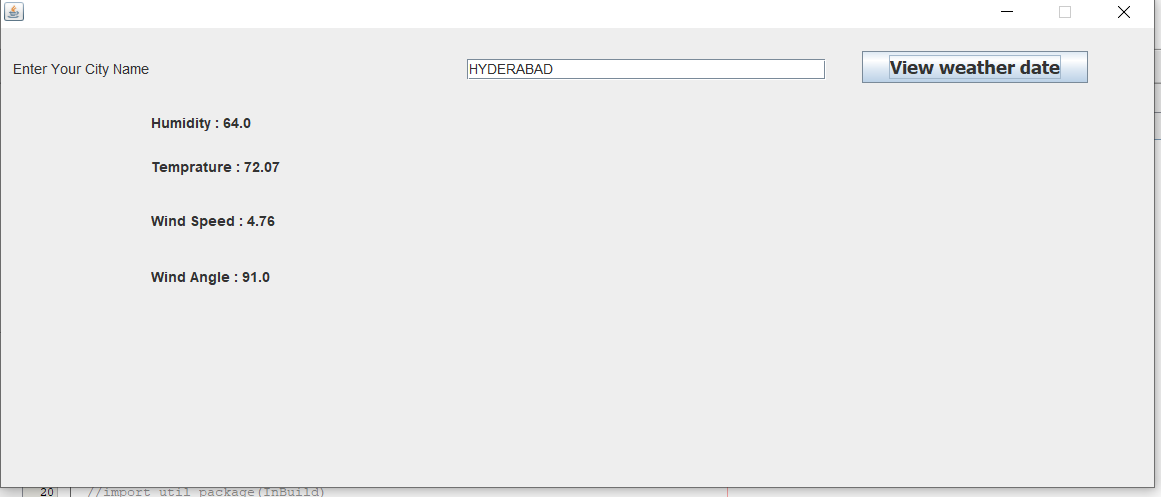 Enter Your City Name HYDERABAD View weather date
Humidity : 64.0
Temprature : 72.07
Wind Speed : 4.76
Wind Angle : 91.0
20 //import util package(InBuild)